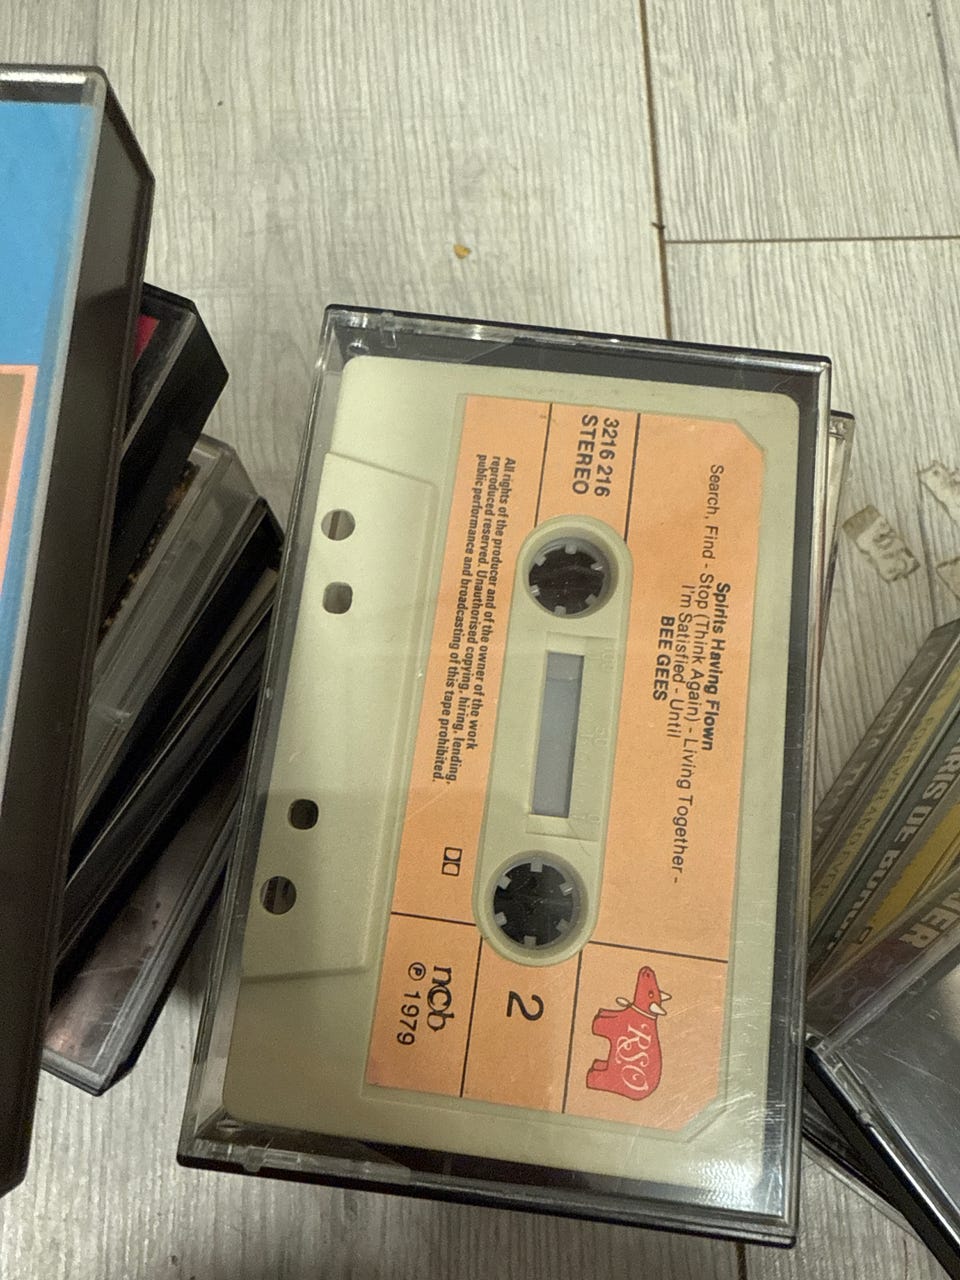 Spirits Having Flown
Search, Find - Stop (Think Again) - Living Together -
I'm Satisfied - Until
BEE GEES
3216 216
STEREO
RSO
2
All rights of the producer and of the owner of the work
reproduced reserved. Unauthorised copying, hiring, lending,
public performance and broadcasting of this tape prohibited.
ncb
℗ 1979